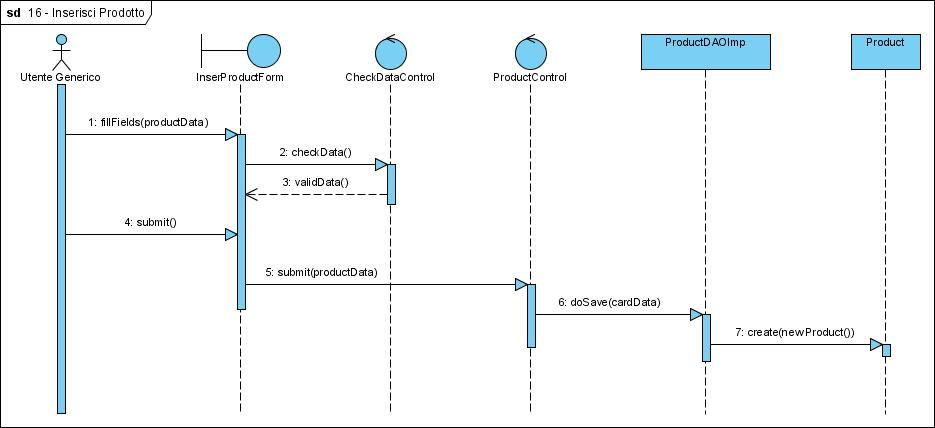 sd 16 - Inserisci Prodotto
Utente Generico
InserProductForm
CheckDataControl
ProductControl
ProductDAOImp
Product
1: fillFields(productData)
2: checkData()
3: validData()
4: submit()
5: submit(productData)
6: doSave(cardData)
7: create(newProduct())